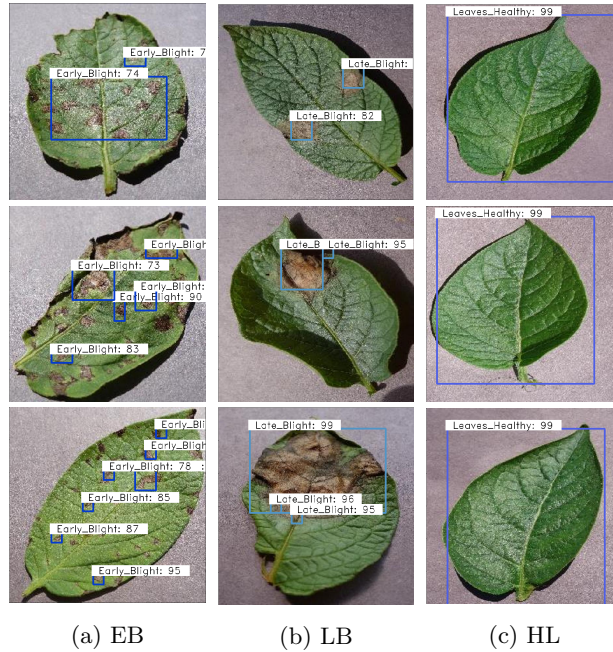 Early_Blight: 7
Early_Blight: 74
Late_Blight:
Late_Blight: 82
Leaves_Healthy: 99
Early_Bligh
Early_Blight: 73
Early_Blight:
Early_Blight: 90
Early_Blight: 83
Late_B
Late_Blight: 95
Leaves_Healthy: 99
Early_Bli
Early_Blight
Early_Blight: 78
Early_Blight: 85
Early_Blight: 87
Early_Blight: 95
Late_Blight: 99
Late_Blight: 96
Late_Blight: 95
Leaves_Healthy: 99
(a) EB
(b) LB
(c) HL